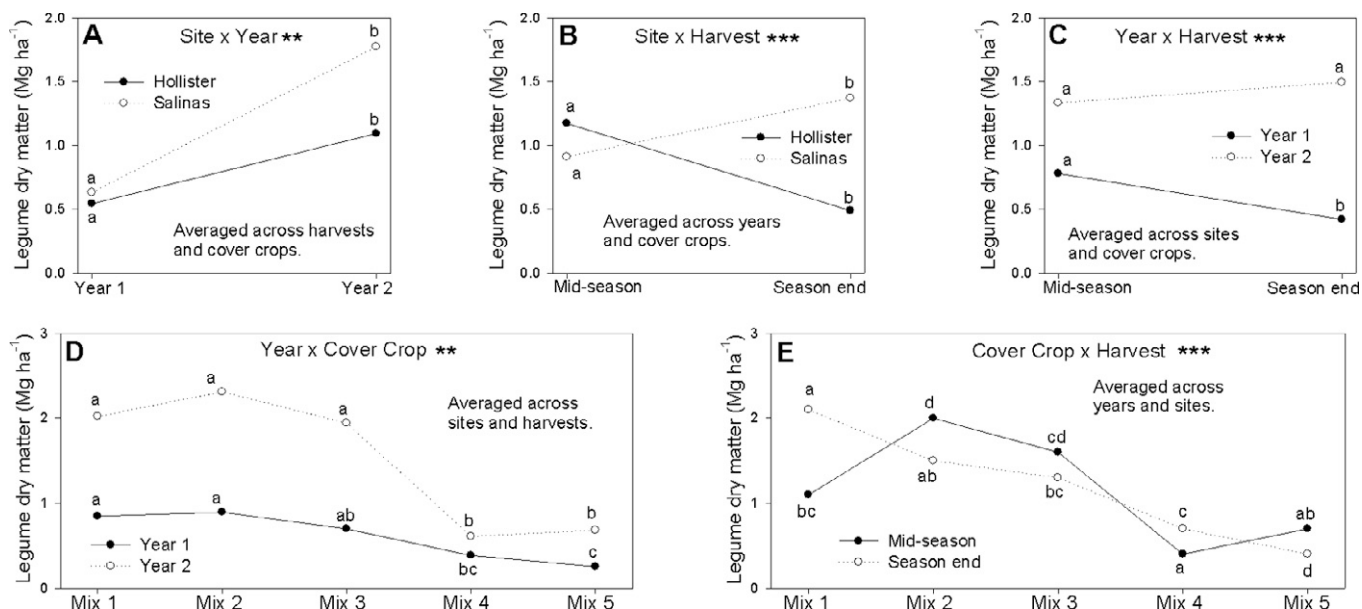 A
Site x Year **
Legume dry matter (Mg ha⁻¹)
2.0
1.5
1.0
0.5
0.0
Hollister
Salinas
a
a
b
b
Averaged across harvests
and cover crops.
Year 1
Year 2
B
Site x Harvest ***
Legume dry matter (Mg ha⁻¹)
2.0
1.5
1.0
0.5
0.0
a
a
b
b
Hollister
Salinas
Averaged across years
and cover crops.
Mid-season
Season end
C
Year x Harvest ***
Legume dry matter (Mg ha⁻¹)
2.0
1.5
1.0
0.5
0.0
a
a
a
b
Year 1
Year 2
Averaged across sites
and cover crops.
Mid-season
Season end
D
Year x Cover Crop **
Legume dry matter (Mg ha⁻¹)
3
2
1
0
a
a
a
b
b
a
a
ab
bc
c
Averaged across
sites and harvests.
Year 1
Year 2
Mix 1
Mix 2
Mix 3
Mix 4
Mix 5
E
Cover Crop x Harvest ***
Legume dry matter (Mg ha⁻¹)
3
2
1
0
Averaged across
years and sites.
a
d
cd
c
ab
bc
ab
bc
a
d
Mid-season
Season end
Mix 1
Mix 2
Mix 3
Mix 4
Mix 5